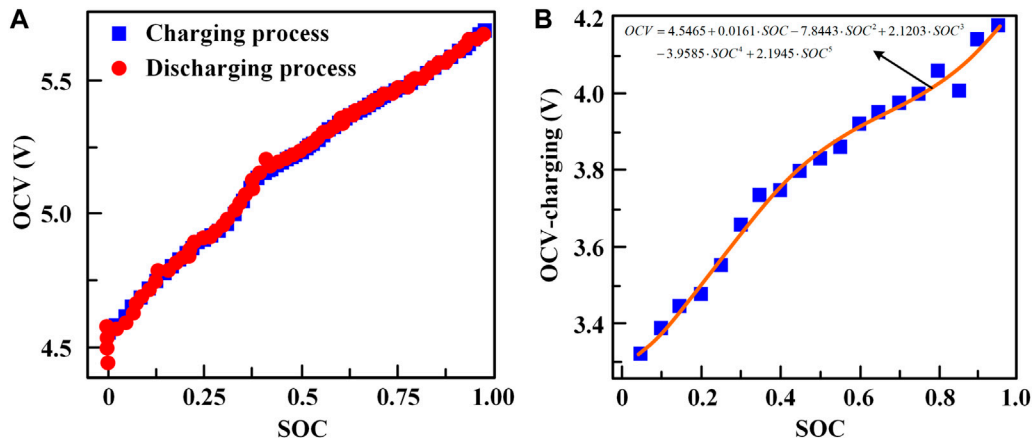 A
Charging process
Discharging process
OCV (V)
5.5
5.0
4.5
0 0.25 0.50 0.75 1.00
SOC
B
OCV = 4.5465 + 0.0161·SOC − 7.8443·SOC² + 2.1203·SOC³
−3.9585·SOC⁴ + 2.1945·SOC⁵
OCV-charging (V)
4.2
4.0
3.8
3.6
3.4
0 0.2 0.4 0.6 0.8 1.0
SOC